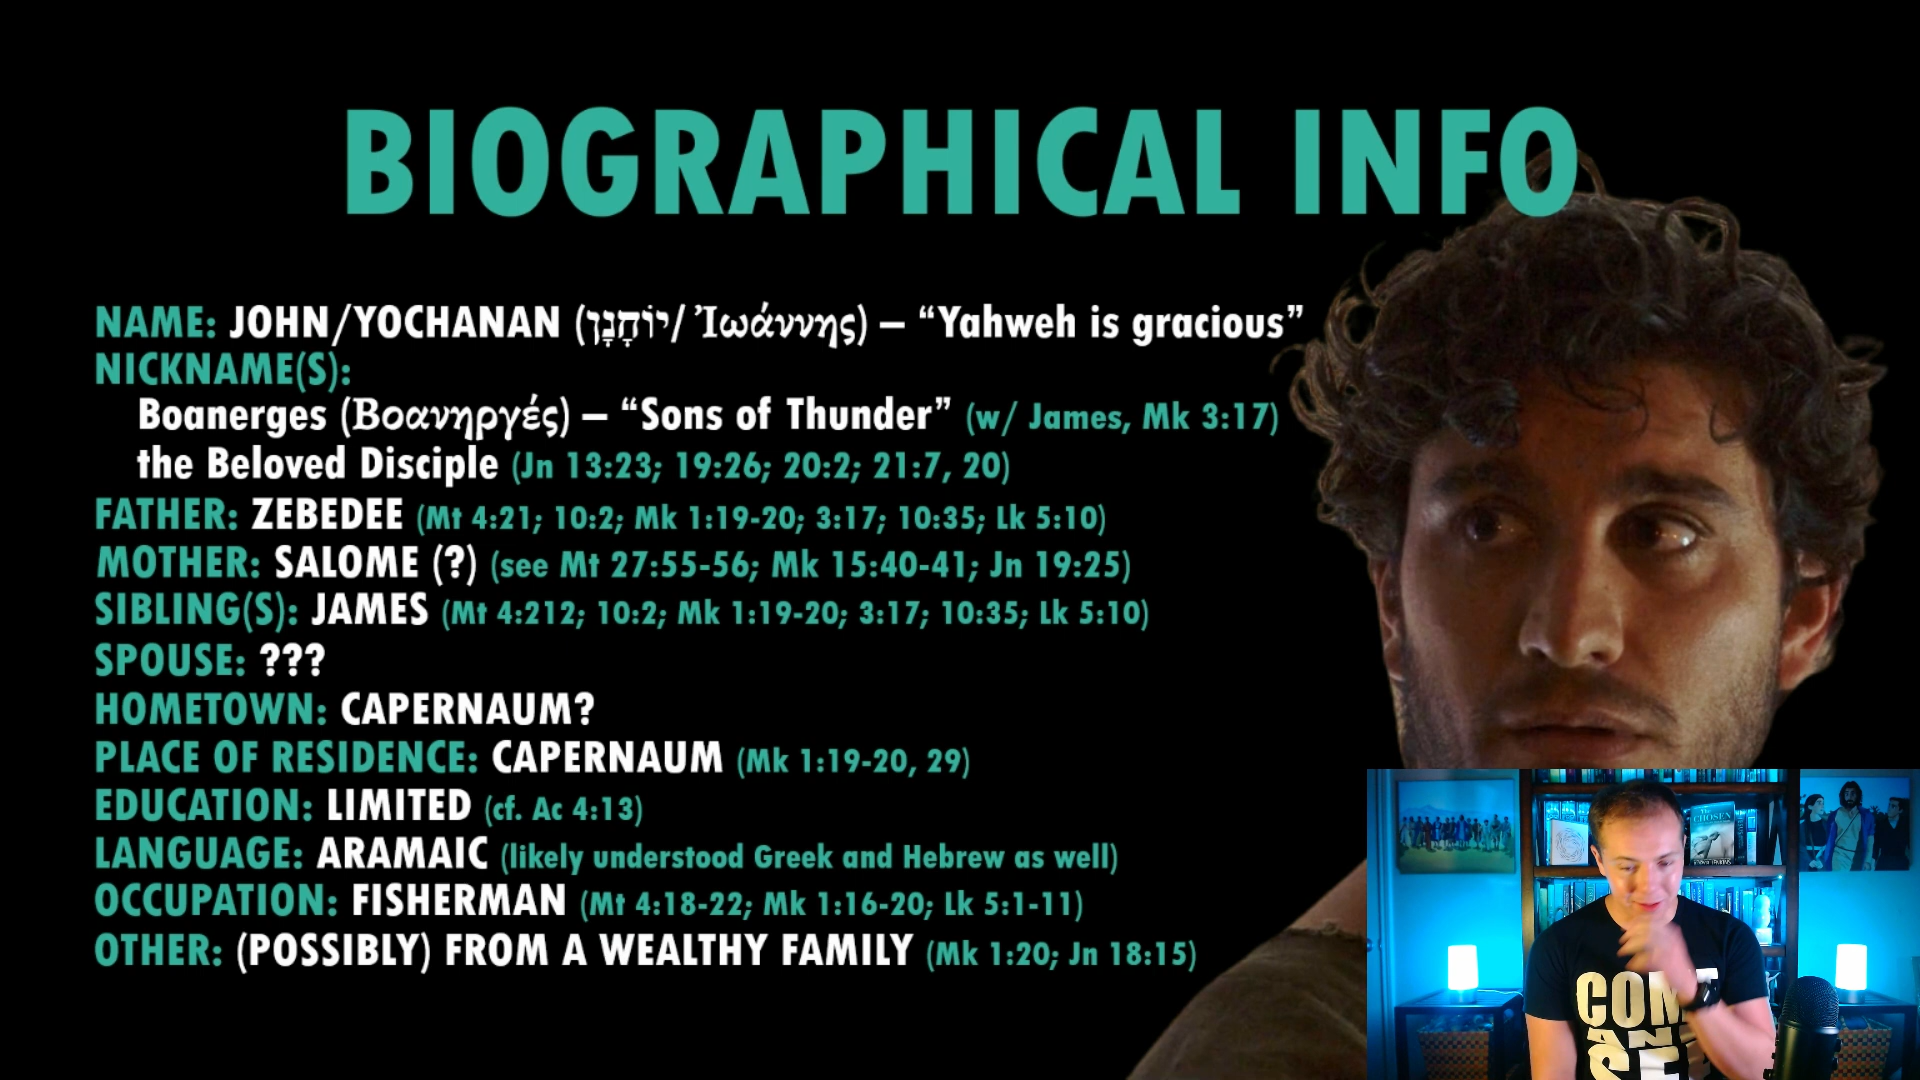 BIOGRAPHICAL INFO
NAME: JOHN/YOCHANAN (יוֹחָנָן/ Ἰωάννης) – “Yahweh is gracious”
NICKNAME(S):
Boanerges (Βοανηργές) – “Sons of Thunder” (w/ James, Mk 3:17)
the Beloved Disciple (Jn 13:23; 19:26; 20:2; 21:7, 20)
FATHER: ZEBEDEE (Mt 4:21; 10:2; Mk 1:19-20; 3:17; 10:35; Lk 5:10)
MOTHER: SALOME (?) (see Mt 27:55-56; Mk 15:40-41; Jn 19:25)
SIBLING(S): JAMES (Mt 4:212; 10:2; Mk 1:19-20; 3:17; 10:35; Lk 5:10)
SPOUSE: ???
HOMETOWN: CAPERNAUM?
PLACE OF RESIDENCE: CAPERNAUM (Mk 1:19-20, 29)
EDUCATION: LIMITED (cf. Ac 4:13)
LANGUAGE: ARAMAIC (likely understood Greek and Hebrew as well)
OCCUPATION: FISHERMAN (Mt 4:18-22; Mk 1:16-20; Lk 5:1-11)
OTHER: (POSSIBLY) FROM A WEALTHY FAMILY (Mk 1:20; Jn 18:15)
CHOSEN